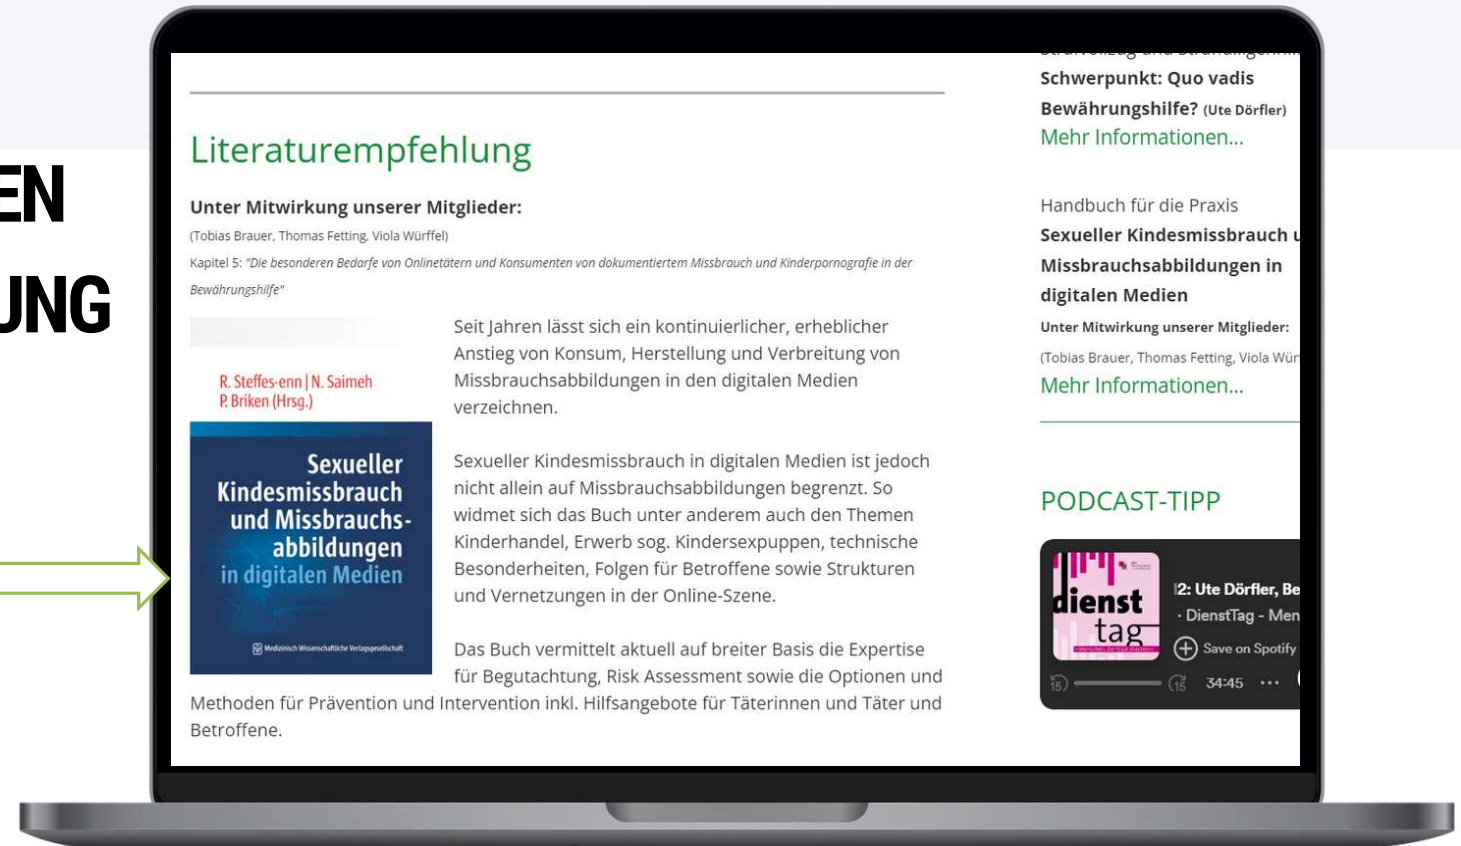 EN
UNG
Literaturempfehlung
Unter Mitwirkung unserer Mitglieder:
(Tobias Brauer, Thomas Fetting, Viola Würffel)
Kapitel 5: "Die besonderen Bedarfe von Onlinetätern und Konsumenten von dokumentiertem Missbrauch und Kinderpornografie in der
Bewährungshilfe"
R. Steffes-enn | N. Saimeh
P. Briken (Hrsg.)
Sexueller
Kindesmissbrauch
und Missbrauchs-
abbildungen
in digitalen Medien
Medizinisch Wissenschaftliche Verlagsgesellschaft
Seit Jahren lässt sich ein kontinuierlicher, erheblicher
Anstieg von Konsum, Herstellung und Verbreitung von
Missbrauchsabbildungen in den digitalen Medien
verzeichnen.
Sexueller Kindesmissbrauch in digitalen Medien ist jedoch
nicht allein auf Missbrauchsabbildungen begrenzt. So
widmet sich das Buch unter anderem auch den Themen
Kinderhandel, Erwerb sog. Kindersexpuppen, technische
Besonderheiten, Folgen für Betroffene sowie Strukturen
und Vernetzungen in der Online-Szene.
Das Buch vermittelt aktuell auf breiter Basis die Expertise
für Begutachtung, Risk Assessment sowie die Optionen und
Methoden für Prävention und Intervention inkl. Hilfsangebote für Täterinnen und Täter und
Betroffene.
Schwerpunkt: Quo vadis
Bewährungshilfe? (Ute Dörfler)
Mehr Informationen...
Handbuch für die Praxis
Sexueller Kindesmissbrauch u
Missbrauchsabbildungen in
digitalen Medien
Unter Mitwirkung unserer Mitglieder:
(Tobias Brauer, Thomas Fetting, Viola Wür
Mehr Informationen...
PODCAST-TIPP
dienst
tag
2: Ute Dörfler, Be
· DienstTag - Men
Save on Spotify
15 15 34:45 ···